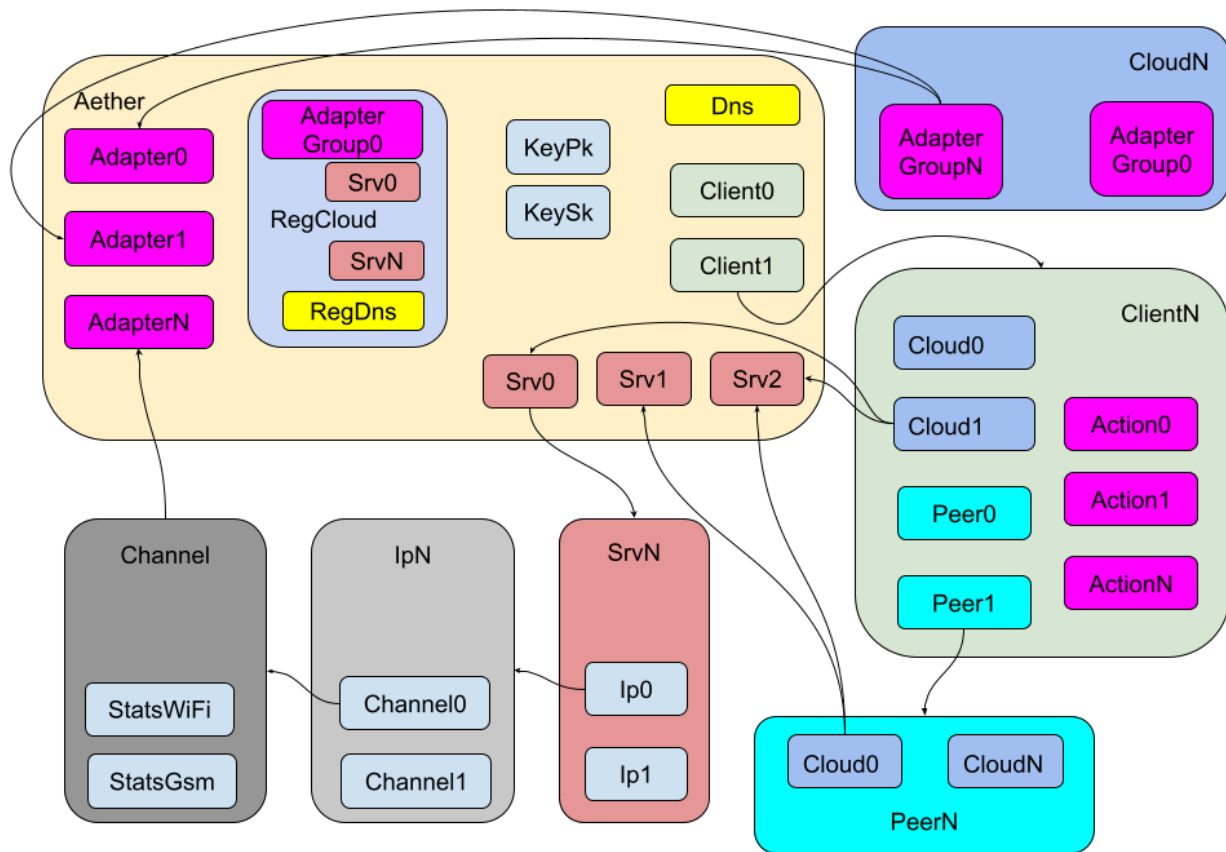 Aether
Adapter0
Adapter1
AdapterN
Adapter
Group0
Srv0
RegCloud
SrvN
RegDns
KeyPk
KeySk
Dns
Client0
Client1
Srv0
Srv1
Srv2
CloudN
Adapter
GroupN
Adapter
Group0
ClientN
Cloud0
Cloud1
Action0
Peer0
Action1
Peer1
ActionN
Channel
StatsWiFi
StatsGsm
IpN
Channel0
Channel1
SrvN
Ip0
Ip1
Cloud0
CloudN
PeerN